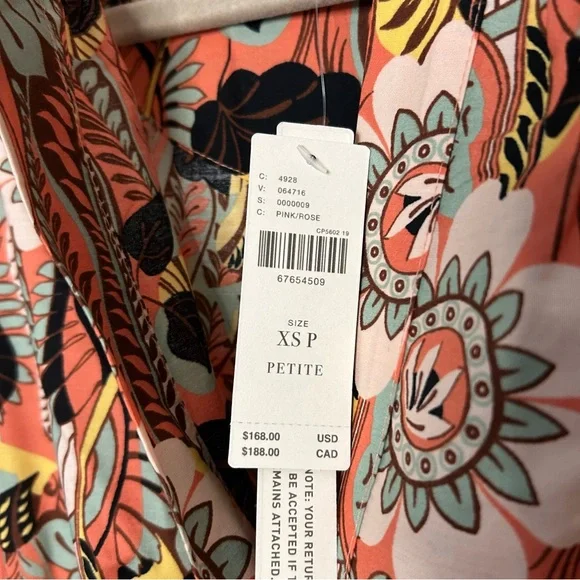 C: 4928
V: 064716
S: 0000009
C: PINK/ROSE
CP5602 19
67654509
SIZE
XS P
PETITE
$168.00 USD
$188.00 CAD
NOTE: YOUR RETUR
BE ACCEPTED IF T
MAINS ATTACHED.